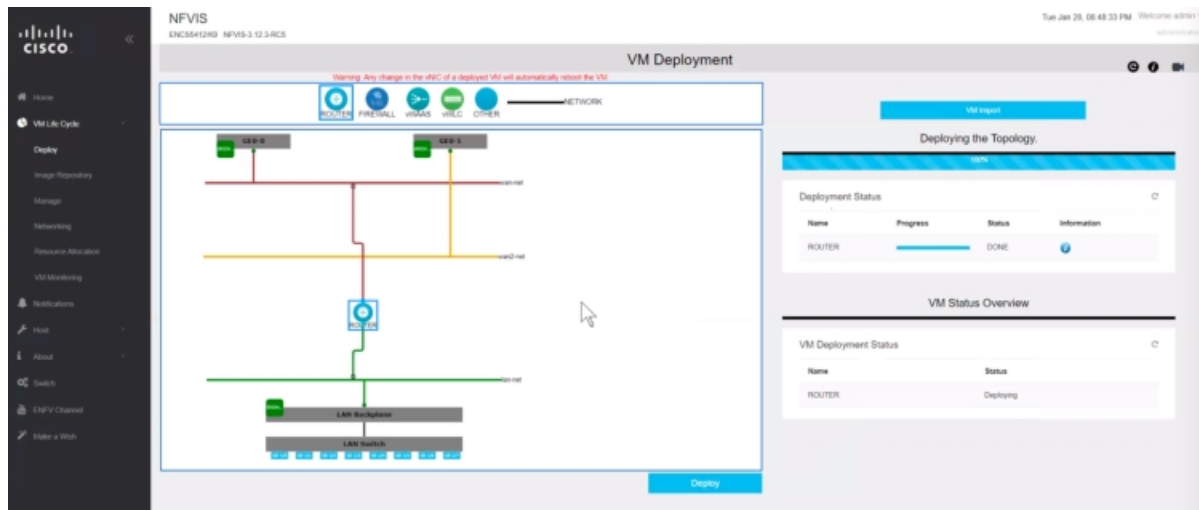 CISCO
NFVIS
ENCS5412/K9 NFVIS-3.12.3-RC5
Tue Jan 28, 08:48:33 PM Welcome admin
VM Deployment
Home
VM Life Cycle
Deploy
Image Repository
Manage
Networking
Resource Allocation
VM Monitoring
Notifications
Host
About
Switch
ENFV Channel
Make a Wish
Warning: Any change in the vNIC of a deployed VM will automatically reboot the VM
ROUTER FIREWALL vWAAS vWLC OTHER NETWORK
GE0-0 GE0-1
wan-net
wan2-net
ROUTER
lan-net
LAN Backplane
LAN Switch
Deploy
VM Import
Deploying the Topology.
100%
Deployment Status
Name Progress Status Information
ROUTER DONE
VM Status Overview
VM Deployment Status
Name Status
ROUTER Deploying